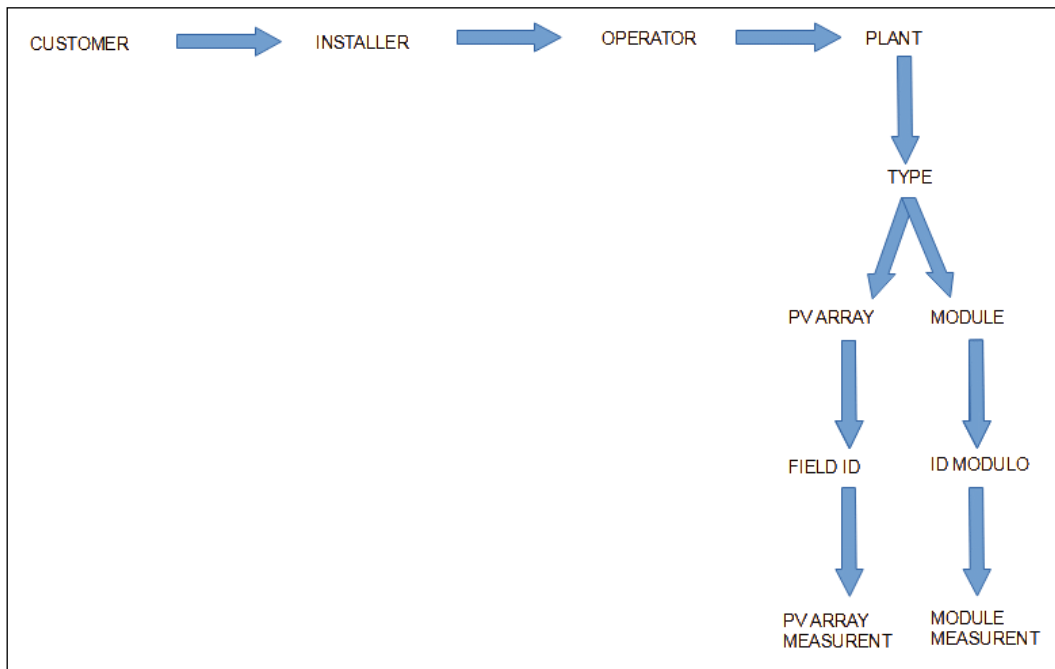 CUSTOMER
INSTALLER
OPERATOR
PLANT
TYPE
PV ARRAY
MODULE
FIELD ID
ID MODULO
PV ARRAY
MEASURENT
MODULE
MEASURENT